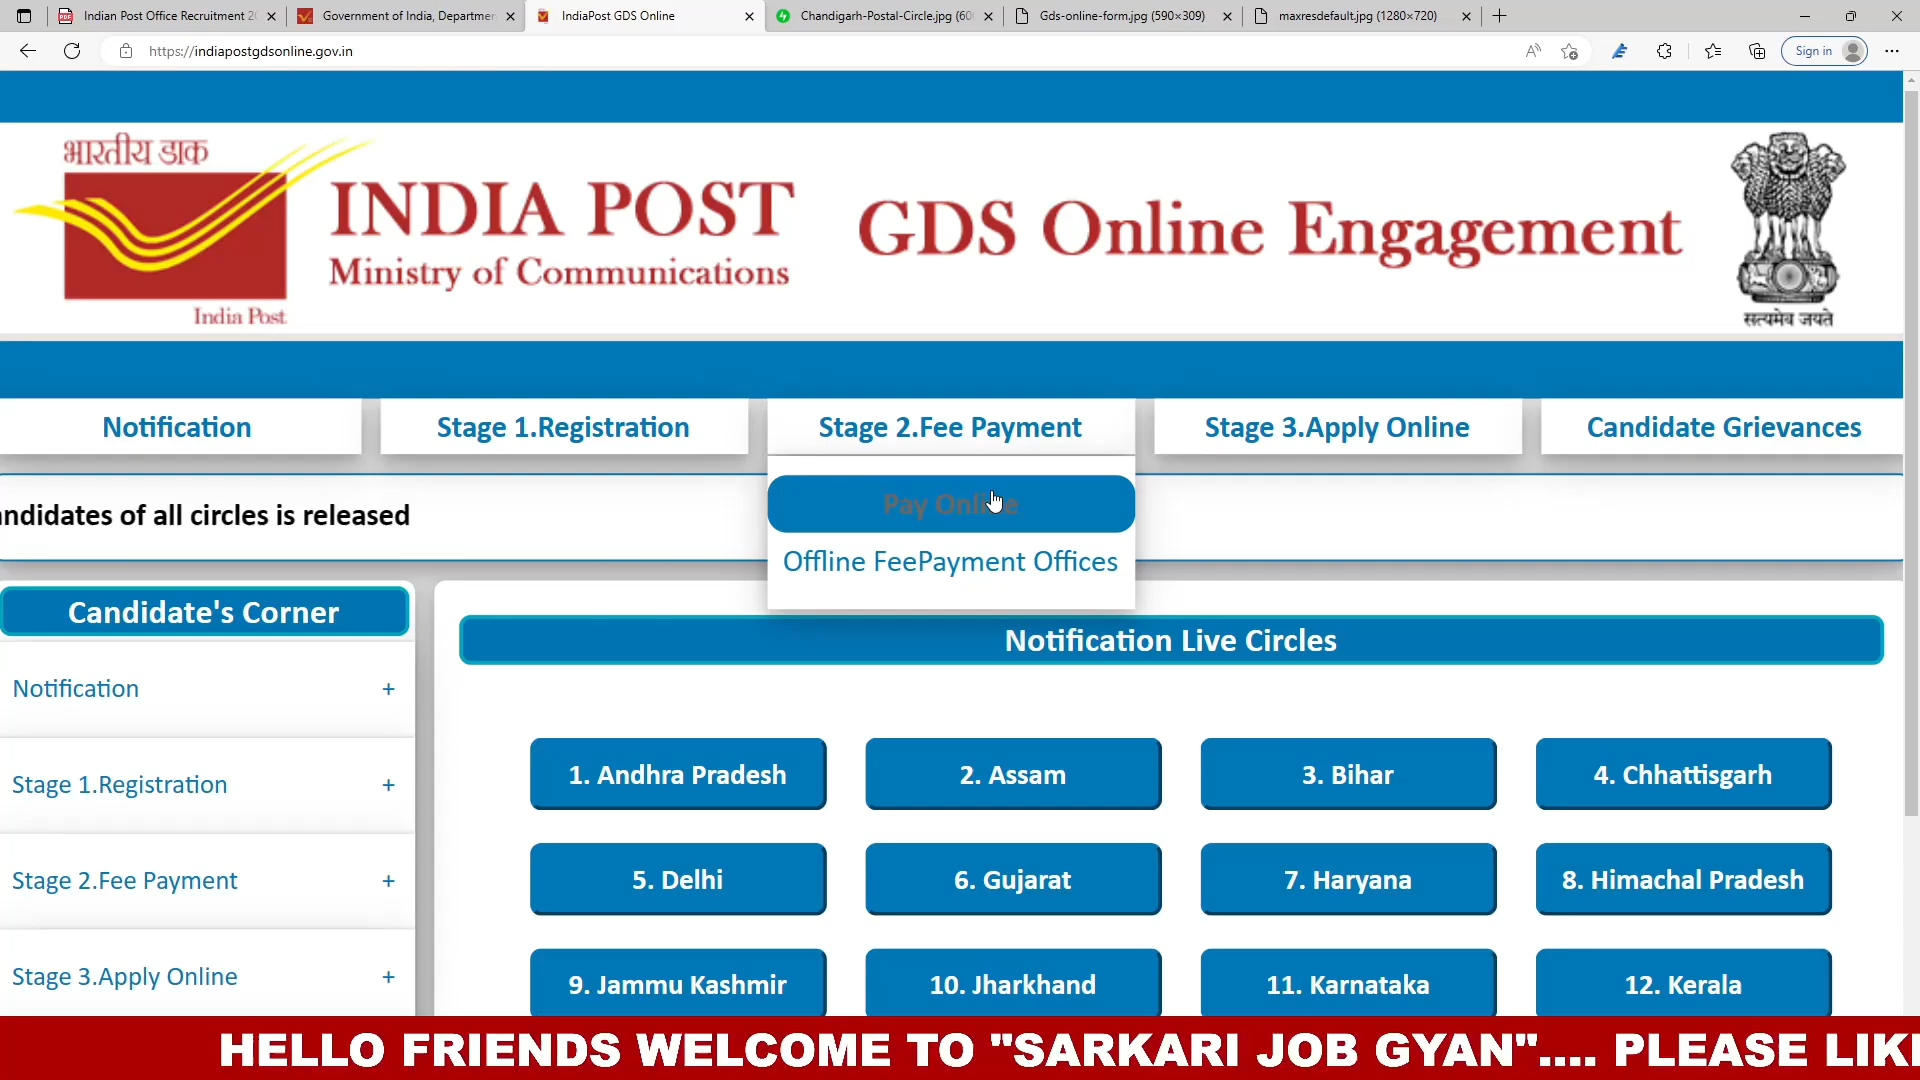 Indian Post Office Recruitment 20
Government of India, Departmen
IndiaPost GDS Online
Chandigarh-Postal-Circle.jpg (60
Gds-online-form.jpg (590×309)
maxresdefault.jpg (1280×720)
https://indiapostgdsonline.gov.in
Sign in
भारतीय डाक
India Post
INDIA POST
Ministry of Communications
GDS Online Engagement
सत्यमेव जयते
Notification
Stage 1.Registration
Stage 2.Fee Payment
Stage 3.Apply Online
Candidate Grievances
Pay Online
Offline FeePayment Offices
andidates of all circles is released
Candidate's Corner
Notification +
Stage 1.Registration +
Stage 2.Fee Payment +
Stage 3.Apply Online +
Notification Live Circles
1. Andhra Pradesh
2. Assam
3. Bihar
4. Chhattisgarh
5. Delhi
6. Gujarat
7. Haryana
8. Himachal Pradesh
9. Jammu Kashmir
10. Jharkhand
11. Karnataka
12. Kerala
HELLO FRIENDS WELCOME TO "SARKARI JOB GYAN".... PLEASE LIK